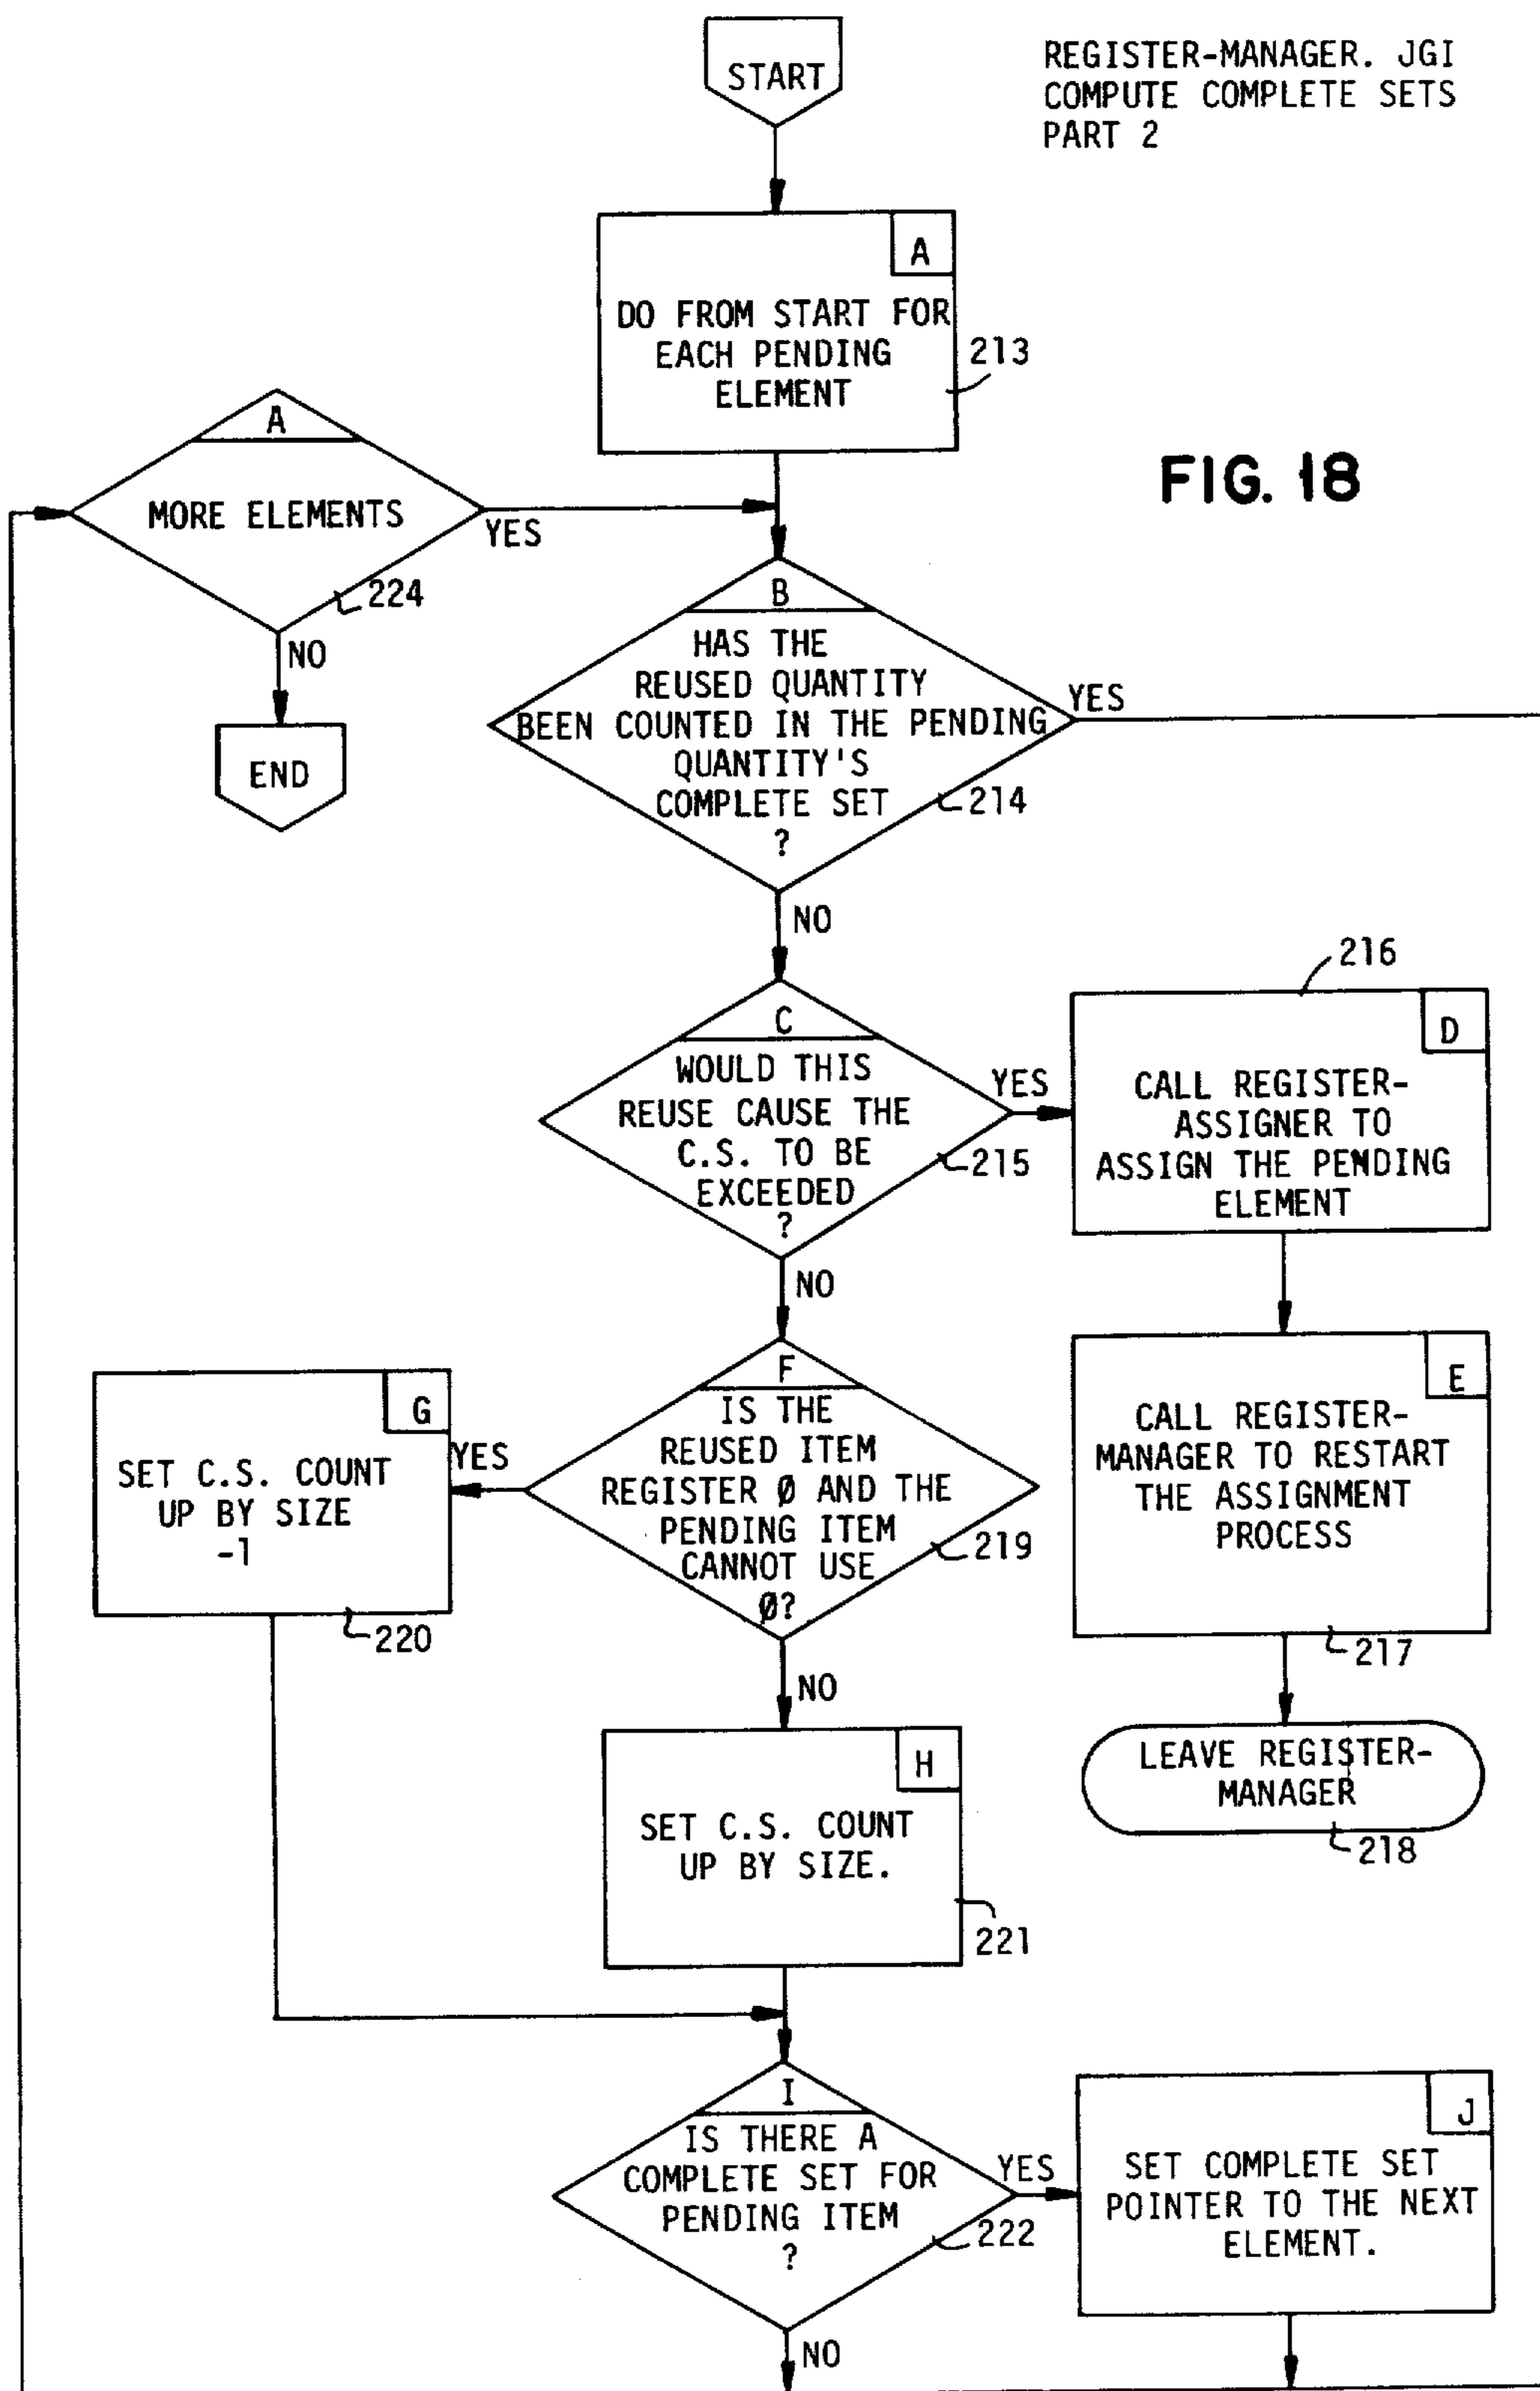 START
REGISTER-MANAGER. JGI
COMPUTE COMPLETE SETS
PART 2
A
DO FROM START FOR
EACH PENDING
ELEMENT
213
FIG. 18
A
MORE ELEMENTS
YES
224
NO
END
B
HAS THE
REUSED QUANTITY
BEEN COUNTED IN THE PENDING
QUANTITY'S
COMPLETE SET
?
YES
214
NO
C
WOULD THIS
REUSE CAUSE THE
C.S. TO BE
EXCEEDED
?
YES
215
216
D
CALL REGISTER-
ASSIGNER TO
ASSIGN THE PENDING
ELEMENT
NO
E
CALL REGISTER-
MANAGER TO RESTART
THE ASSIGNMENT
PROCESS
217
F
IS THE
REUSED ITEM
REGISTER Ø AND THE
PENDING ITEM
CANNOT USE
Ø?
219
YES
G
SET C.S. COUNT
UP BY SIZE
-1
220
NO
LEAVE REGISTER-
MANAGER
218
H
SET C.S. COUNT
UP BY SIZE.
221
I
IS THERE A
COMPLETE SET FOR
PENDING ITEM
?
YES
222
J
SET COMPLETE SET
POINTER TO THE NEXT
ELEMENT.
NO